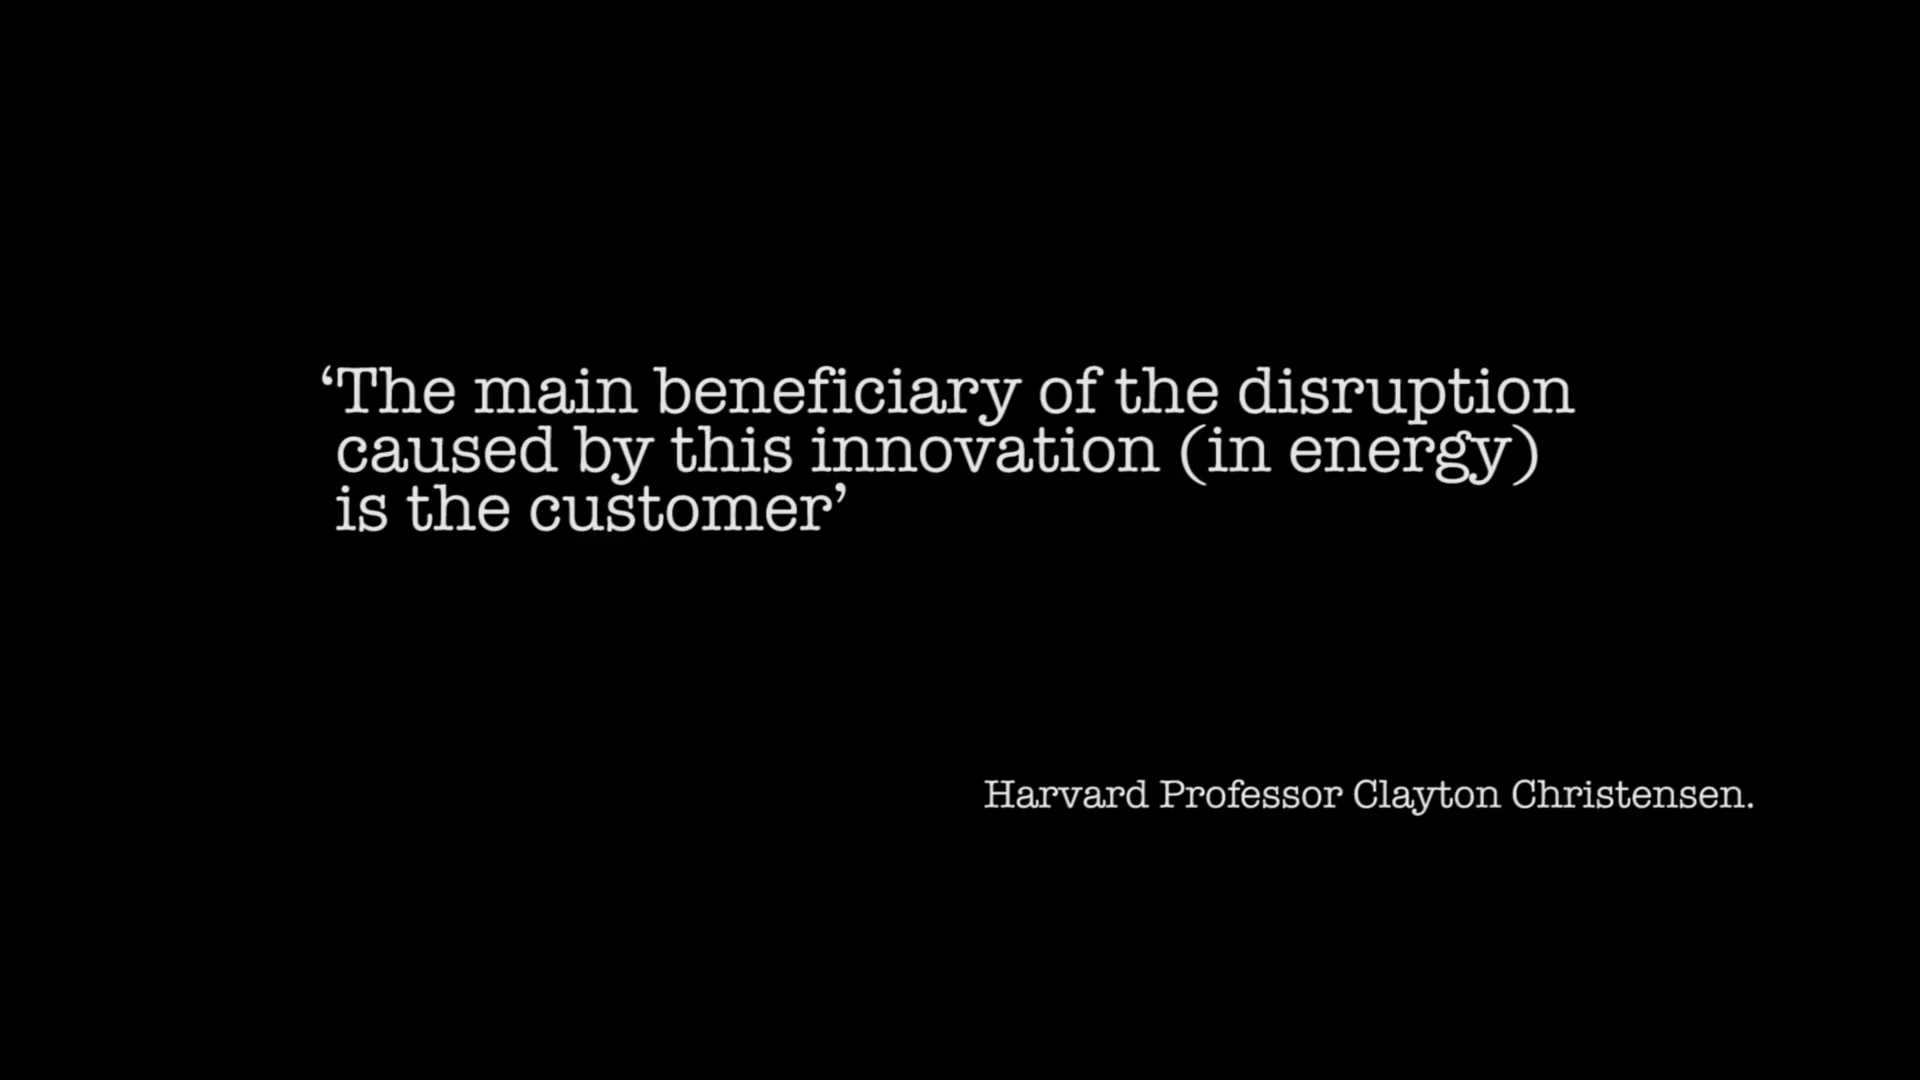 ‘The main beneficiary of the disruption
caused by this innovation (in energy)
is the customer’
Harvard Professor Clayton Christensen.